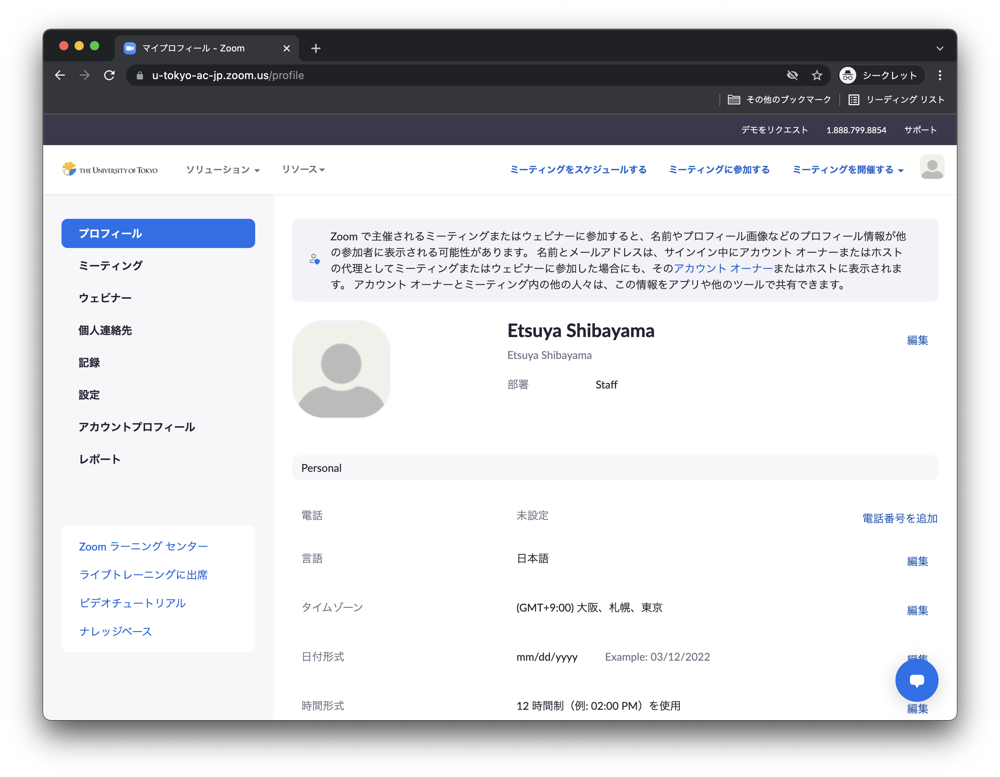 マイプロフィール - Zoom
u-tokyo-ac-jp.zoom.us/profile
シークレット
その他のブックマーク
リーディング リスト
デモをリクエスト 1.888.799.8854 サポート
THE UNIVERSITY OF TOKYO
ソリューション
リソース
ミーティングをスケジュールする
ミーティングに参加する
ミーティングを開催する
プロフィール
ミーティング
ウェビナー
個人連絡先
記録
設定
アカウントプロフィール
レポート
Zoom ラーニング センター
ライブトレーニングに出席
ビデオチュートリアル
ナレッジベース
Zoom で主催されるミーティングまたはウェビナーに参加すると、名前やプロフィール画像などのプロフィール情報が他
の参加者に表示される可能性があります。 名前とメールアドレスは、サインイン中にアカウント オーナーまたはホスト
の代理としてミーティングまたはウェビナーに参加した場合にも、そのアカウント オーナーまたはホストに表示されま
す。 アカウント オーナーとミーティング内の他の人々は、この情報をアプリや他のツールで共有できます。
Etsuya Shibayama
編集
Etsuya Shibayama
部署 Staff
Personal
電話 未設定 電話番号を追加
言語 日本語 編集
タイムゾーン (GMT+9:00) 大阪、札幌、東京 編集
日付形式 mm/dd/yyyy Example: 03/12/2022 編集
時間形式 12 時間制（例: 02:00 PM）を使用 編集